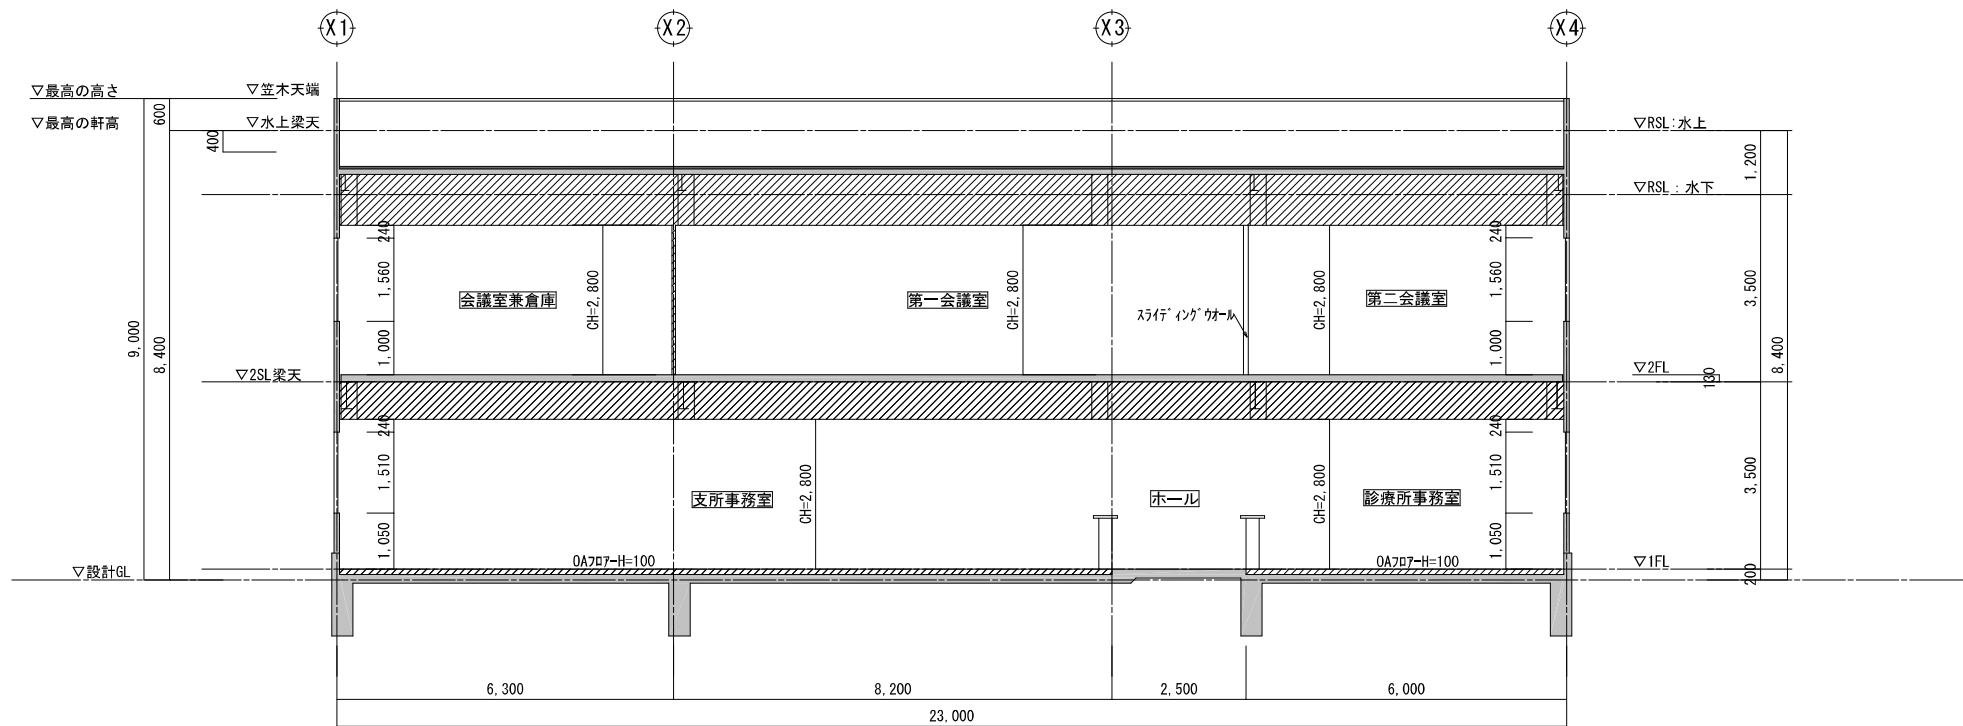 X1 X2 X3 X4
▽最高の高さ
▽笠木天端
600
▽最高の軒高
▽水上梁天
400
▽RSL:水上
1,200
▽RSL:水下
240
240
1,560
会議室兼倉庫
CH=2,800
第一会議室
CH=2,800
スライディングウオール
CH=2,800
第二会議室
1,560
3,500
1,000
1,000
9,000
8,400
8,400
▽2SL梁天
▽2FL
130
240
240
1,510
支所事務室
CH=2,800
ホール
CH=2,800
診療所事務室
1,510
3,500
1,050
1,050
OAフロアーH=100
OAフロアーH=100
▽設計GL
▽1FL
200
6,300 8,200 2,500 6,000
23,000